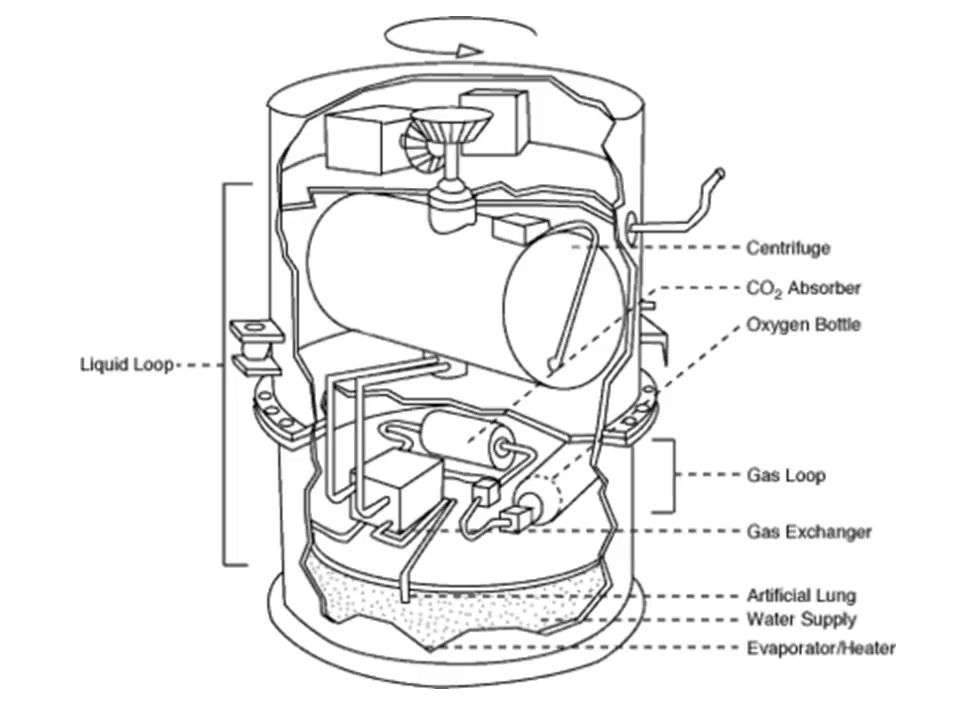 Centrifuge
CO₂ Absorber
Oxygen Bottle
Liquid Loop
Gas Loop
Gas Exchanger
Artificial Lung
Water Supply
Evaporator/Heater